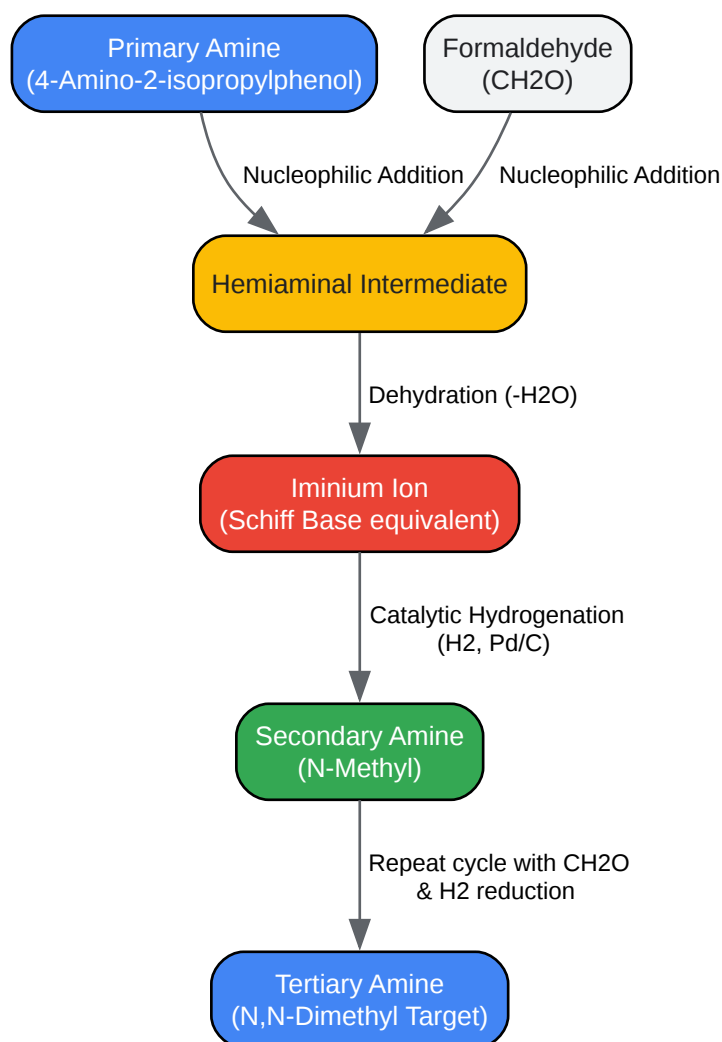 Primary Amine
(4-Amino-2-isopropylphenol)
Formaldehyde
(CH2O)
Nucleophilic Addition
Nucleophilic Addition
Hemiaminal Intermediate
Dehydration (-H2O)
Iminium Ion
(Schiff Base equivalent)
Catalytic Hydrogenation
(H2, Pd/C)
Secondary Amine
(N-Methyl)
Repeat cycle with CH2O
& H2 reduction
Tertiary Amine
(N,N-Dimethyl Target)